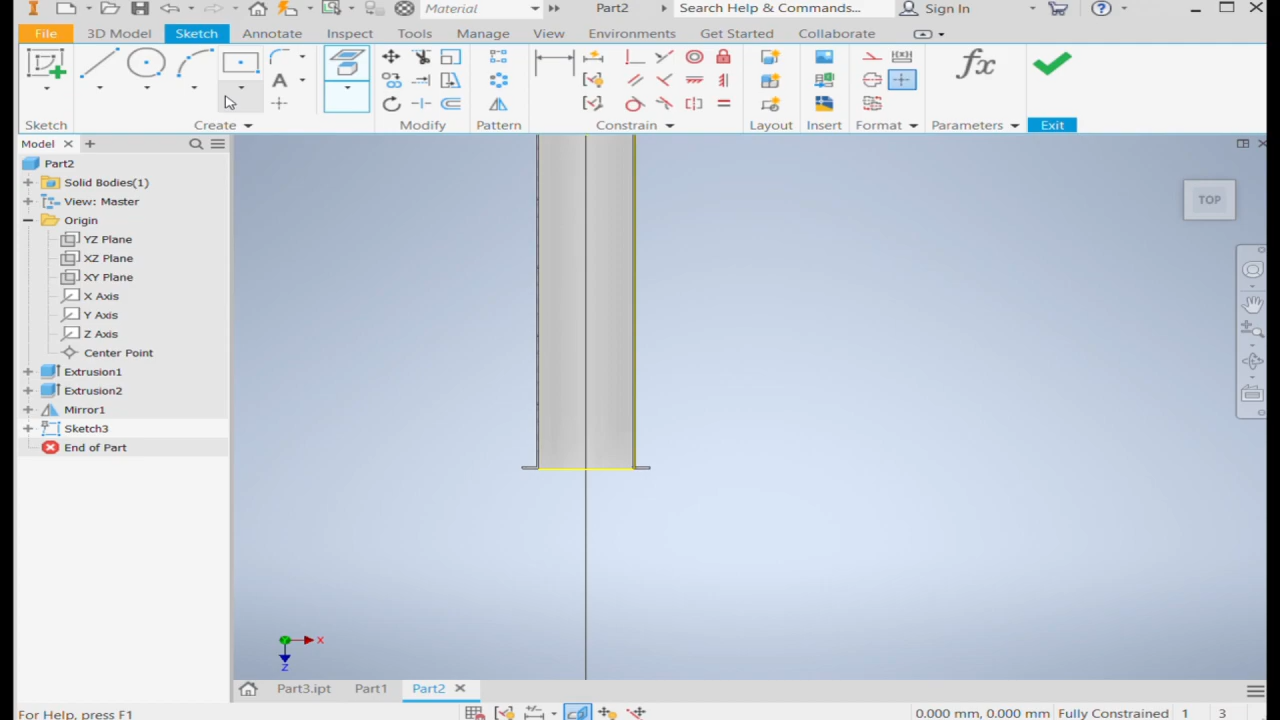 Material Part2 Search Help & Commands... Sign In
File 3D Model Sketch Annotate Inspect Tools Manage View Environments Get Started Collaborate
A fx
Sketch Create Modify Pattern Constrain Layout Insert Format Parameters Exit
Model
Part2
Solid Bodies(1)
View: Master
Origin
YZ Plane
XZ Plane
XY Plane
X Axis
Y Axis
Z Axis
Center Point
Extrusion1
Extrusion2
Mirror1
Sketch3
End of Part
TOP
X
Z
Part3.ipt Part1 Part2
For Help, press F1 0.000 mm, 0.000 mm Fully Constrained 1 3